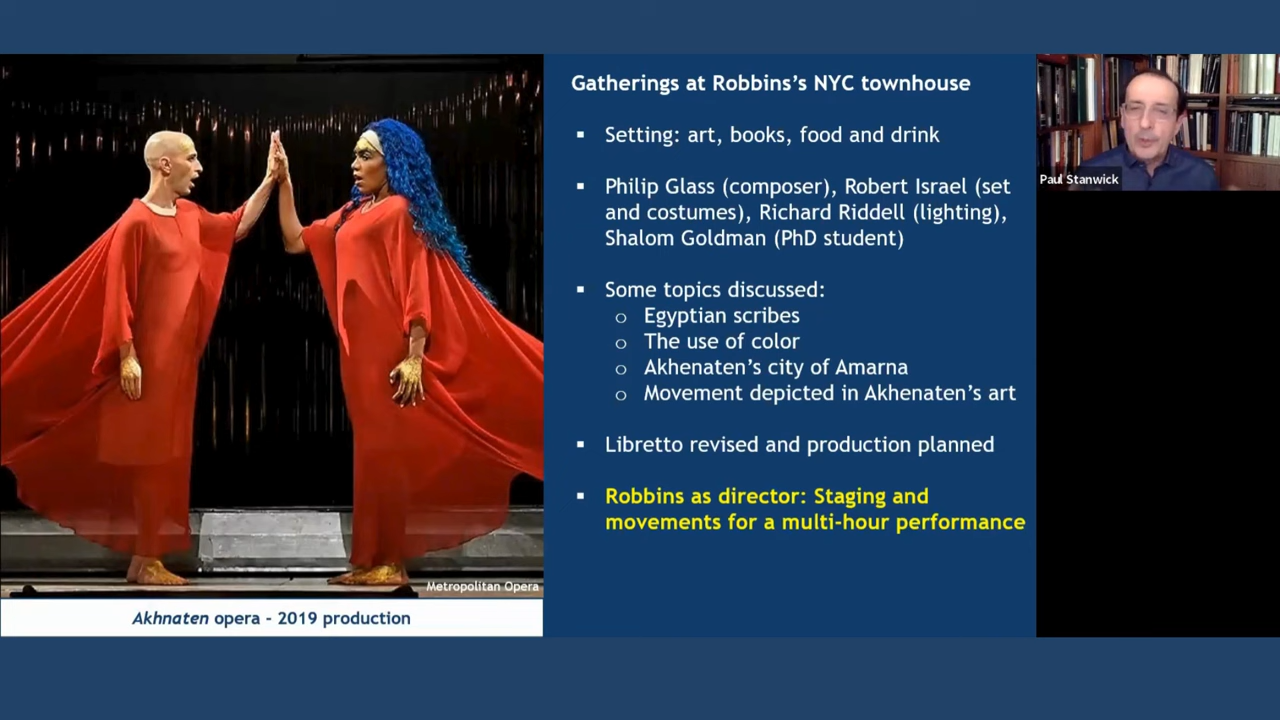 Gatherings at Robbins’s NYC townhouse
▪ Setting: art, books, food and drink
▪ Philip Glass (composer), Robert Israel (set
and costumes), Richard Riddell (lighting),
Shalom Goldman (PhD student)
▪ Some topics discussed:
o Egyptian scribes
o The use of color
o Akhenaten’s city of Amarna
o Movement depicted in Akhenaten’s art
▪ Libretto revised and production planned
▪ Robbins as director: Staging and
movements for a multi-hour performance
Metropolitan Opera
Akhnaten opera - 2019 production
Paul Stanwick